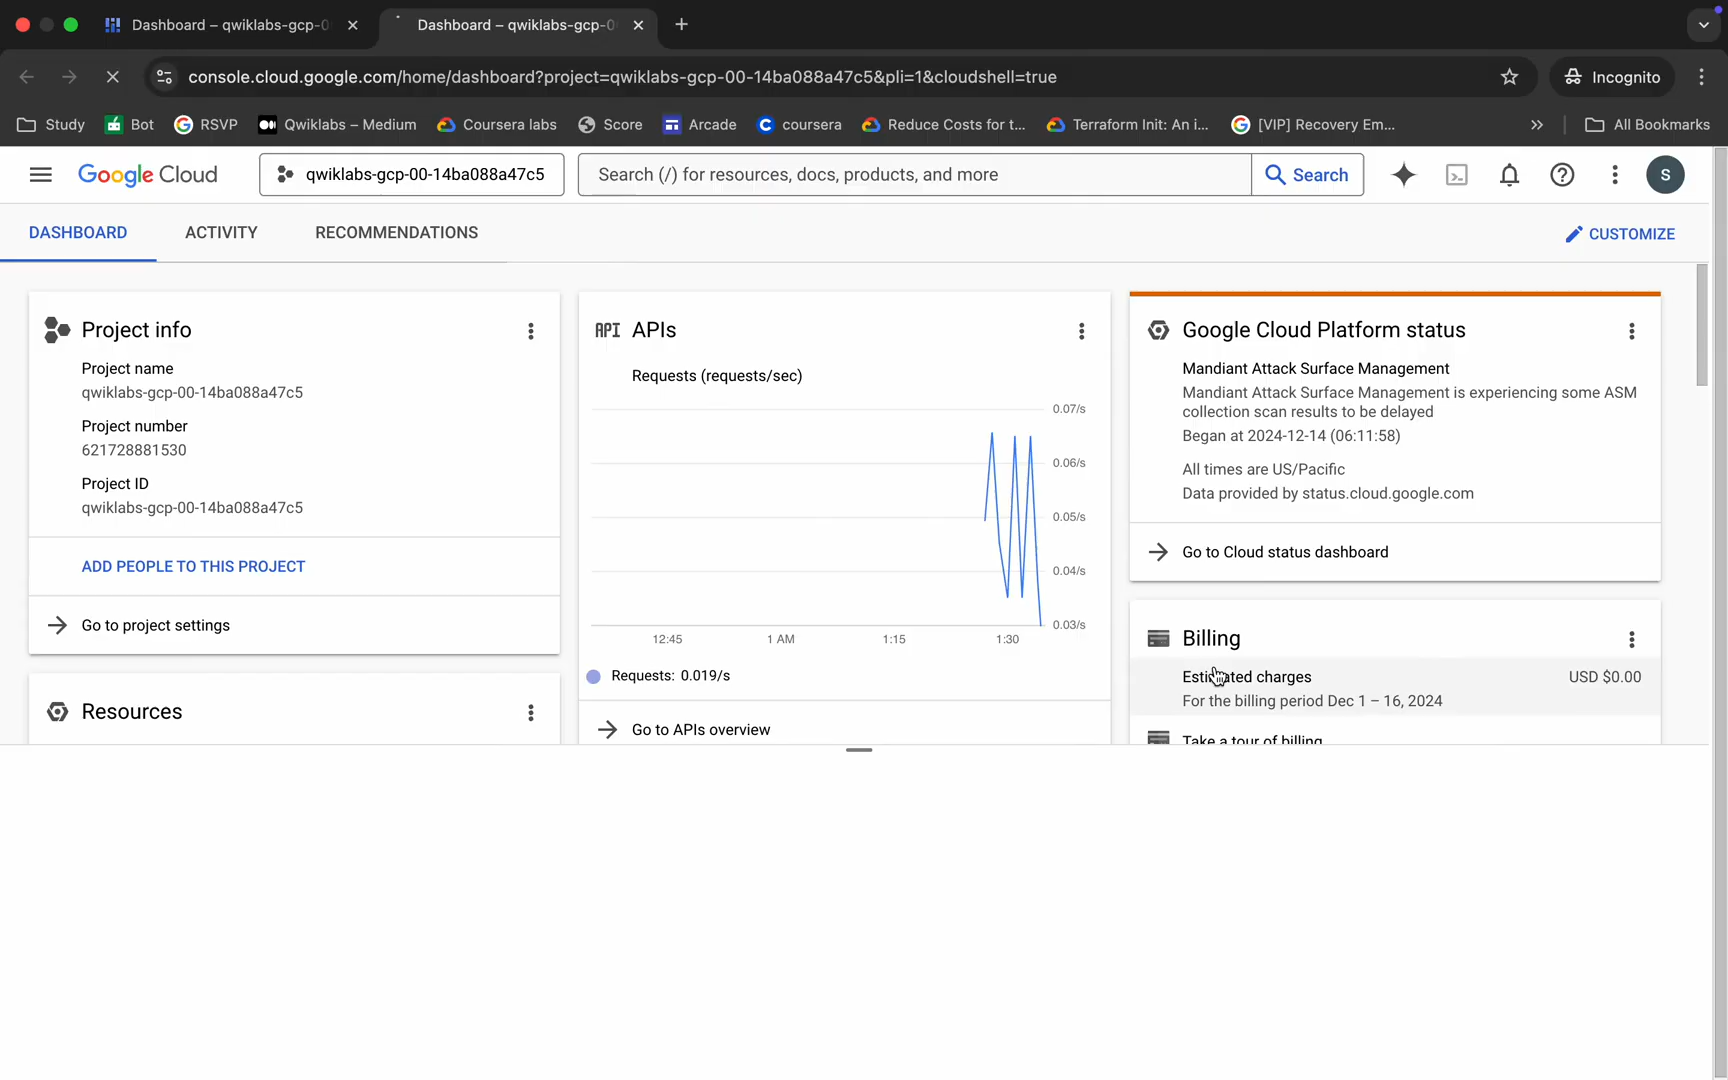 Dashboard – qwiklabs-gcp-0
Dashboard – qwiklabs-gcp-0
console.cloud.google.com/home/dashboard?project=qwiklabs-gcp-00-14ba088a47c5&pli=1&cloudshell=true
Incognito
Study
Bot
RSVP
Qwiklabs – Medium
Coursera labs
Score
Arcade
coursera
Reduce Costs for t...
Terraform Init: An i...
[VIP] Recovery Em...
All Bookmarks
Google Cloud
qwiklabs-gcp-00-14ba088a47c5
Search (/) for resources, docs, products, and more
Search
S
DASHBOARD
ACTIVITY
RECOMMENDATIONS
CUSTOMIZE
Project info
Project name
qwiklabs-gcp-00-14ba088a47c5
Project number
621728881530
Project ID
qwiklabs-gcp-00-14ba088a47c5
ADD PEOPLE TO THIS PROJECT
Go to project settings
Resources
API APIs
Requests (requests/sec)
0.07/s
0.06/s
0.05/s
0.04/s
0.03/s
12:45
1 AM
1:15
1:30
Requests: 0.019/s
Go to APIs overview
Google Cloud Platform status
Mandiant Attack Surface Management
Mandiant Attack Surface Management is experiencing some ASM
collection scan results to be delayed
Began at 2024-12-14 (06:11:58)
All times are US/Pacific
Data provided by status.cloud.google.com
Go to Cloud status dashboard
Billing
Estimated charges
USD $0.00
For the billing period Dec 1 – 16, 2024
Take a tour of billing